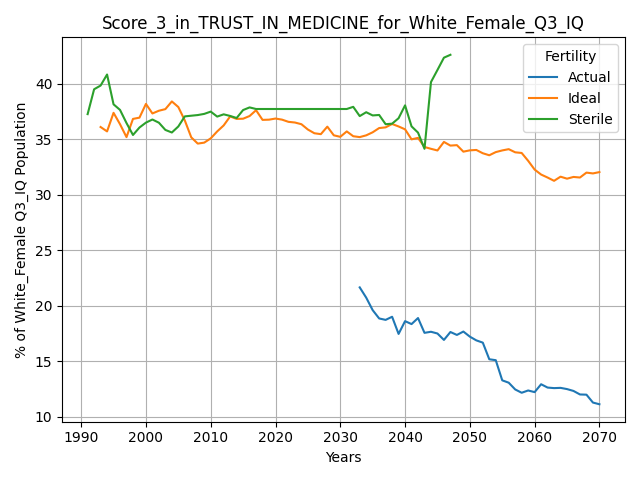 Score_3_in_TRUST_IN_MEDICINE_for_White_Female_Q3_IQ
Fertility
Actual
Ideal
Sterile
% of White_Female Q3_IQ Population
40
35
30
25
20
15
10
1990 2000 2010 2020 2030 2040 2050 2060 2070
Years